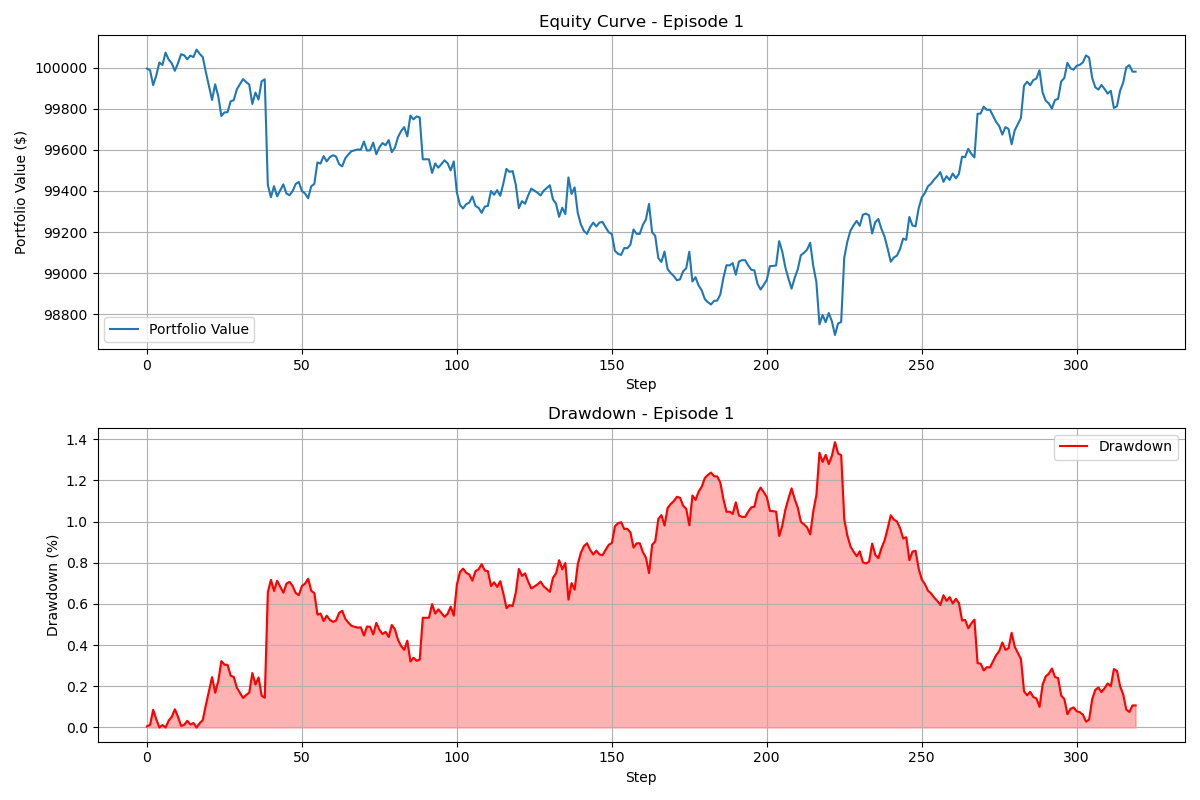 Equity Curve - Episode 1
Portfolio Value ($)
100000
99800
99600
99400
99200
99000
98800
Portfolio Value
0 50 100 150 200 250 300
Step
Drawdown - Episode 1
Drawdown (%)
1.4
1.2
1.0
0.8
0.6
0.4
0.2
0.0
Drawdown
0 50 100 150 200 250 300
Step